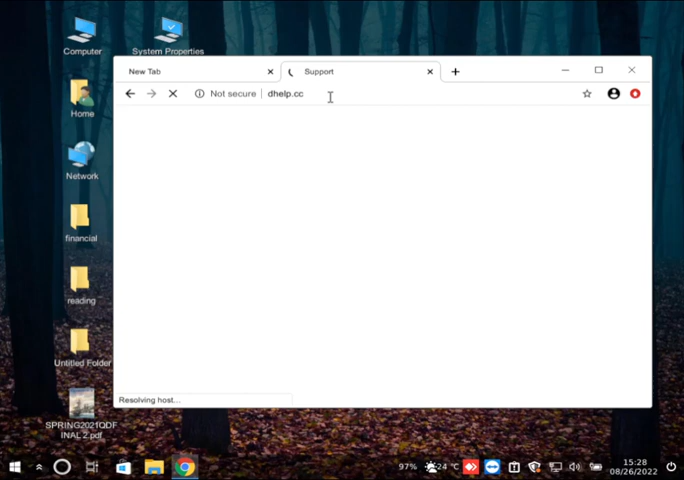 Computer
System Properties
Home
Network
financial
reading
Untitled Folder
SPRING2021QDF
INAL 2.pdf
New Tab
Support
Not secure
dhelp.cc
Resolving host...
97%
24 °C
15:28
08/26/2022